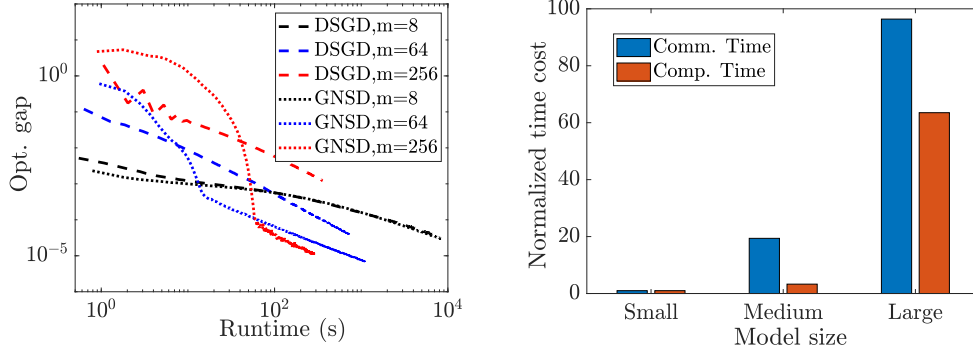 Opt. gap
10^0
10^-5
DSGD,m=8
DSGD,m=64
DSGD,m=256
GNSD,m=8
GNSD,m=64
GNSD,m=256
10^0
10^2
10^4
Runtime (s)
Normalized time cost
100
80
60
40
20
0
Comm. Time
Comp. Time
Small
Medium
Large
Model size